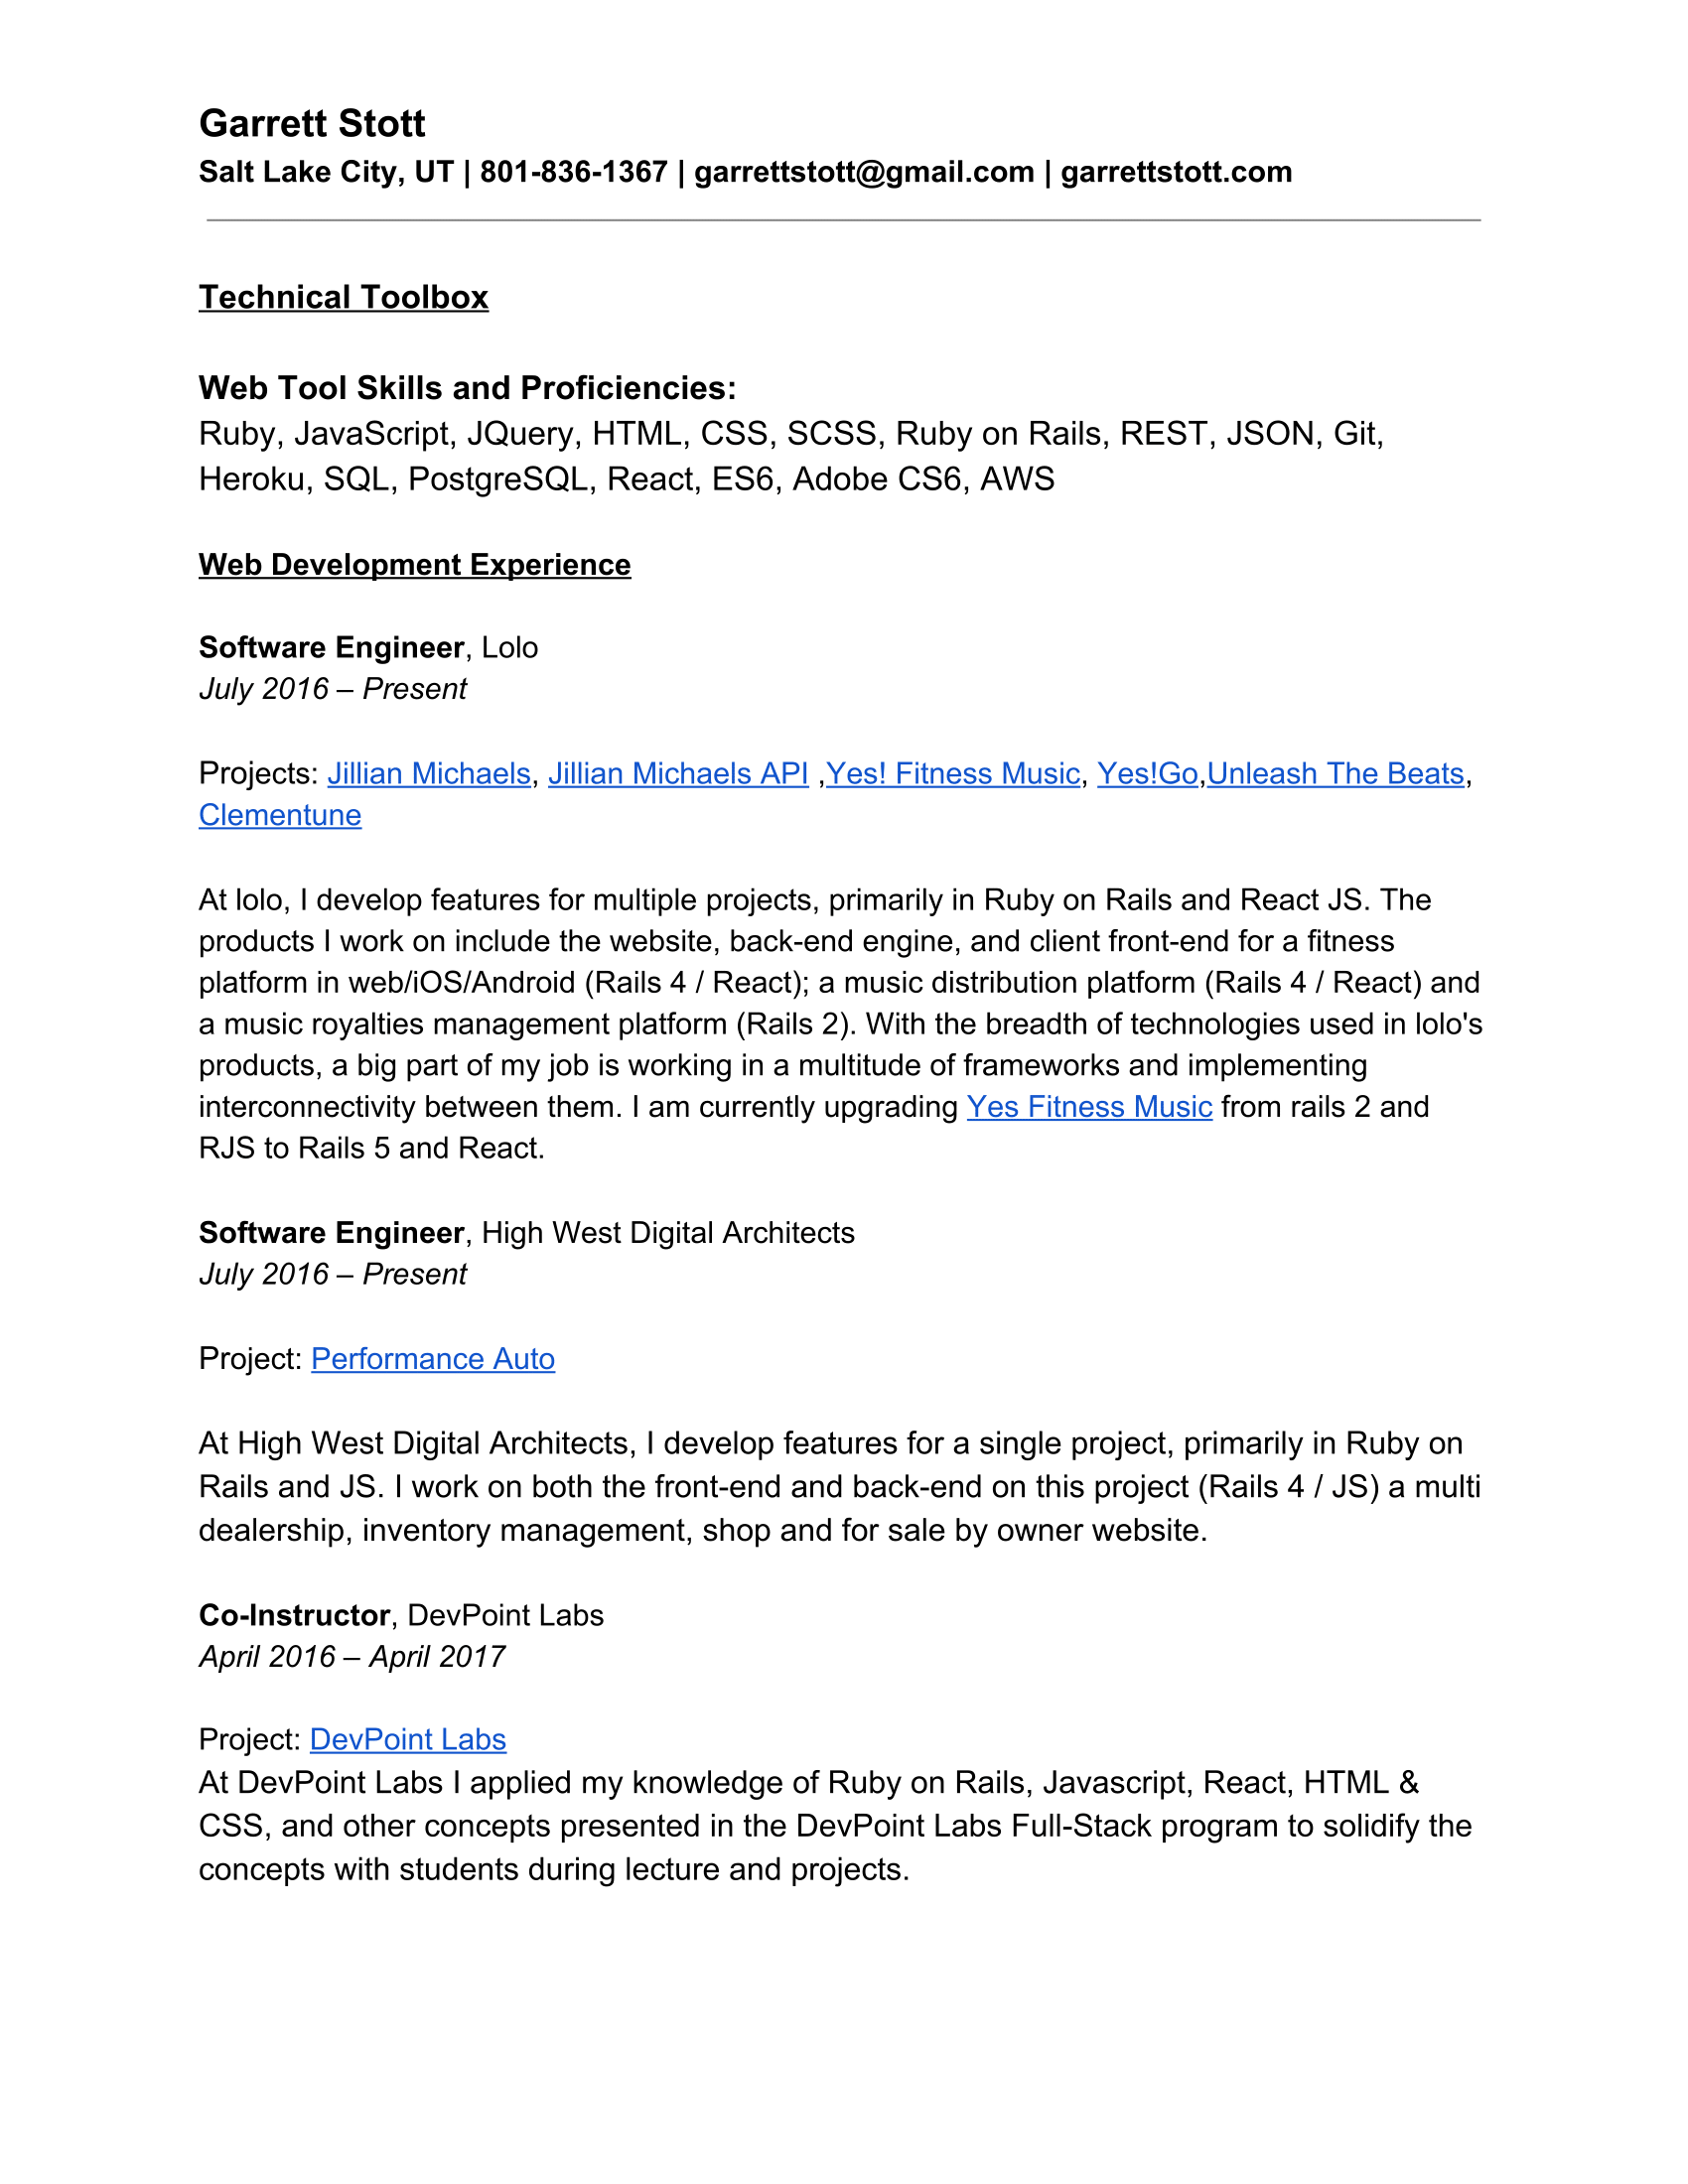 Garrett Stott
Salt Lake City, UT | 801-836-1367 | garrettstott@gmail.com | garrettstott.com
Technical Toolbox
Web Tool Skills and Proficiencies:
Ruby, JavaScript, JQuery, HTML, CSS, SCSS, Ruby on Rails, REST, JSON, Git,
Heroku, SQL, PostgreSQL, React, ES6, Adobe CS6, AWS
Web Development Experience
Software Engineer, Lolo
July 2016 – Present
Projects: Jillian Michaels, Jillian Michaels API ,Yes! Fitness Music, Yes!Go,Unleash The Beats,
Clementune
At lolo, I develop features for multiple projects, primarily in Ruby on Rails and React JS. The
products I work on include the website, back-end engine, and client front-end for a fitness
platform in web/iOS/Android (Rails 4 / React); a music distribution platform (Rails 4 / React) and
a music royalties management platform (Rails 2). With the breadth of technologies used in lolo's
products, a big part of my job is working in a multitude of frameworks and implementing
interconnectivity between them. I am currently upgrading Yes Fitness Music from rails 2 and
RJS to Rails 5 and React.
Software Engineer, High West Digital Architects
July 2016 – Present
Project: Performance Auto
At High West Digital Architects, I develop features for a single project, primarily in Ruby on
Rails and JS. I work on both the front-end and back-end on this project (Rails 4 / JS) a multi
dealership, inventory management, shop and for sale by owner website.
Co-Instructor, DevPoint Labs
April 2016 – April 2017
Project: DevPoint Labs
At DevPoint Labs I applied my knowledge of Ruby on Rails, Javascript, React, HTML &
CSS, and other concepts presented in the DevPoint Labs Full-Stack program to solidify the
concepts with students during lecture and projects.